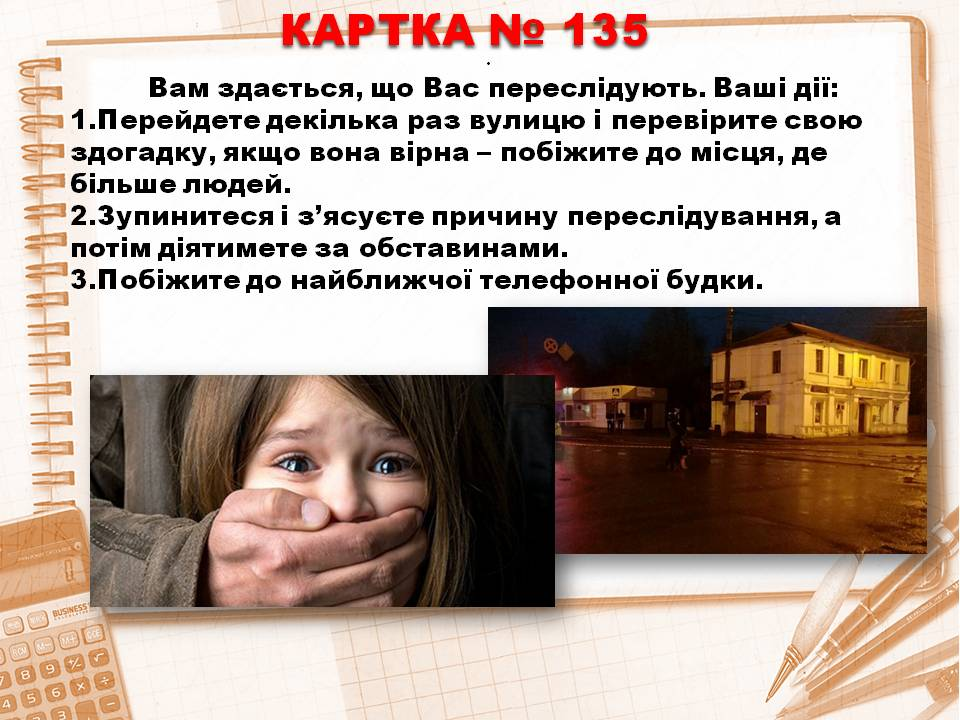 КАРТКА № 135
.
Вам здається, що Вас переслідують. Ваші дії:
1.Перейдете декілька раз вулицю і перевірите свою
здогадку, якщо вона вірна – побіжите до місця, де
більше людей.
2.Зупинитеся і з’ясуєте причину переслідування, а
потім діятимете за обставинами.
3.Побіжите до найближчої телефонної будки.
BUSINESS